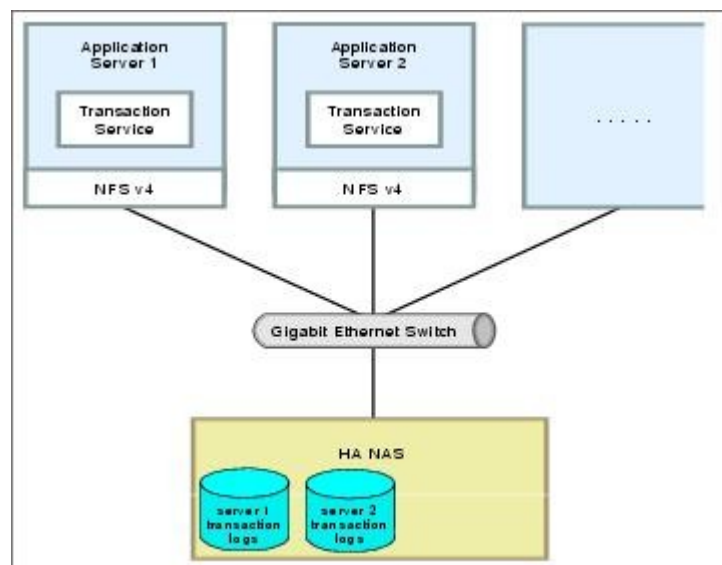 Application
Server 1
Transaction
Service
NFS v4
Application
Server 2
Transaction
Service
NFS v4
. . . . .
Gigabit Ethernet Switch
HA NAS
server 1
transaction
logs
server 2
transaction
logs